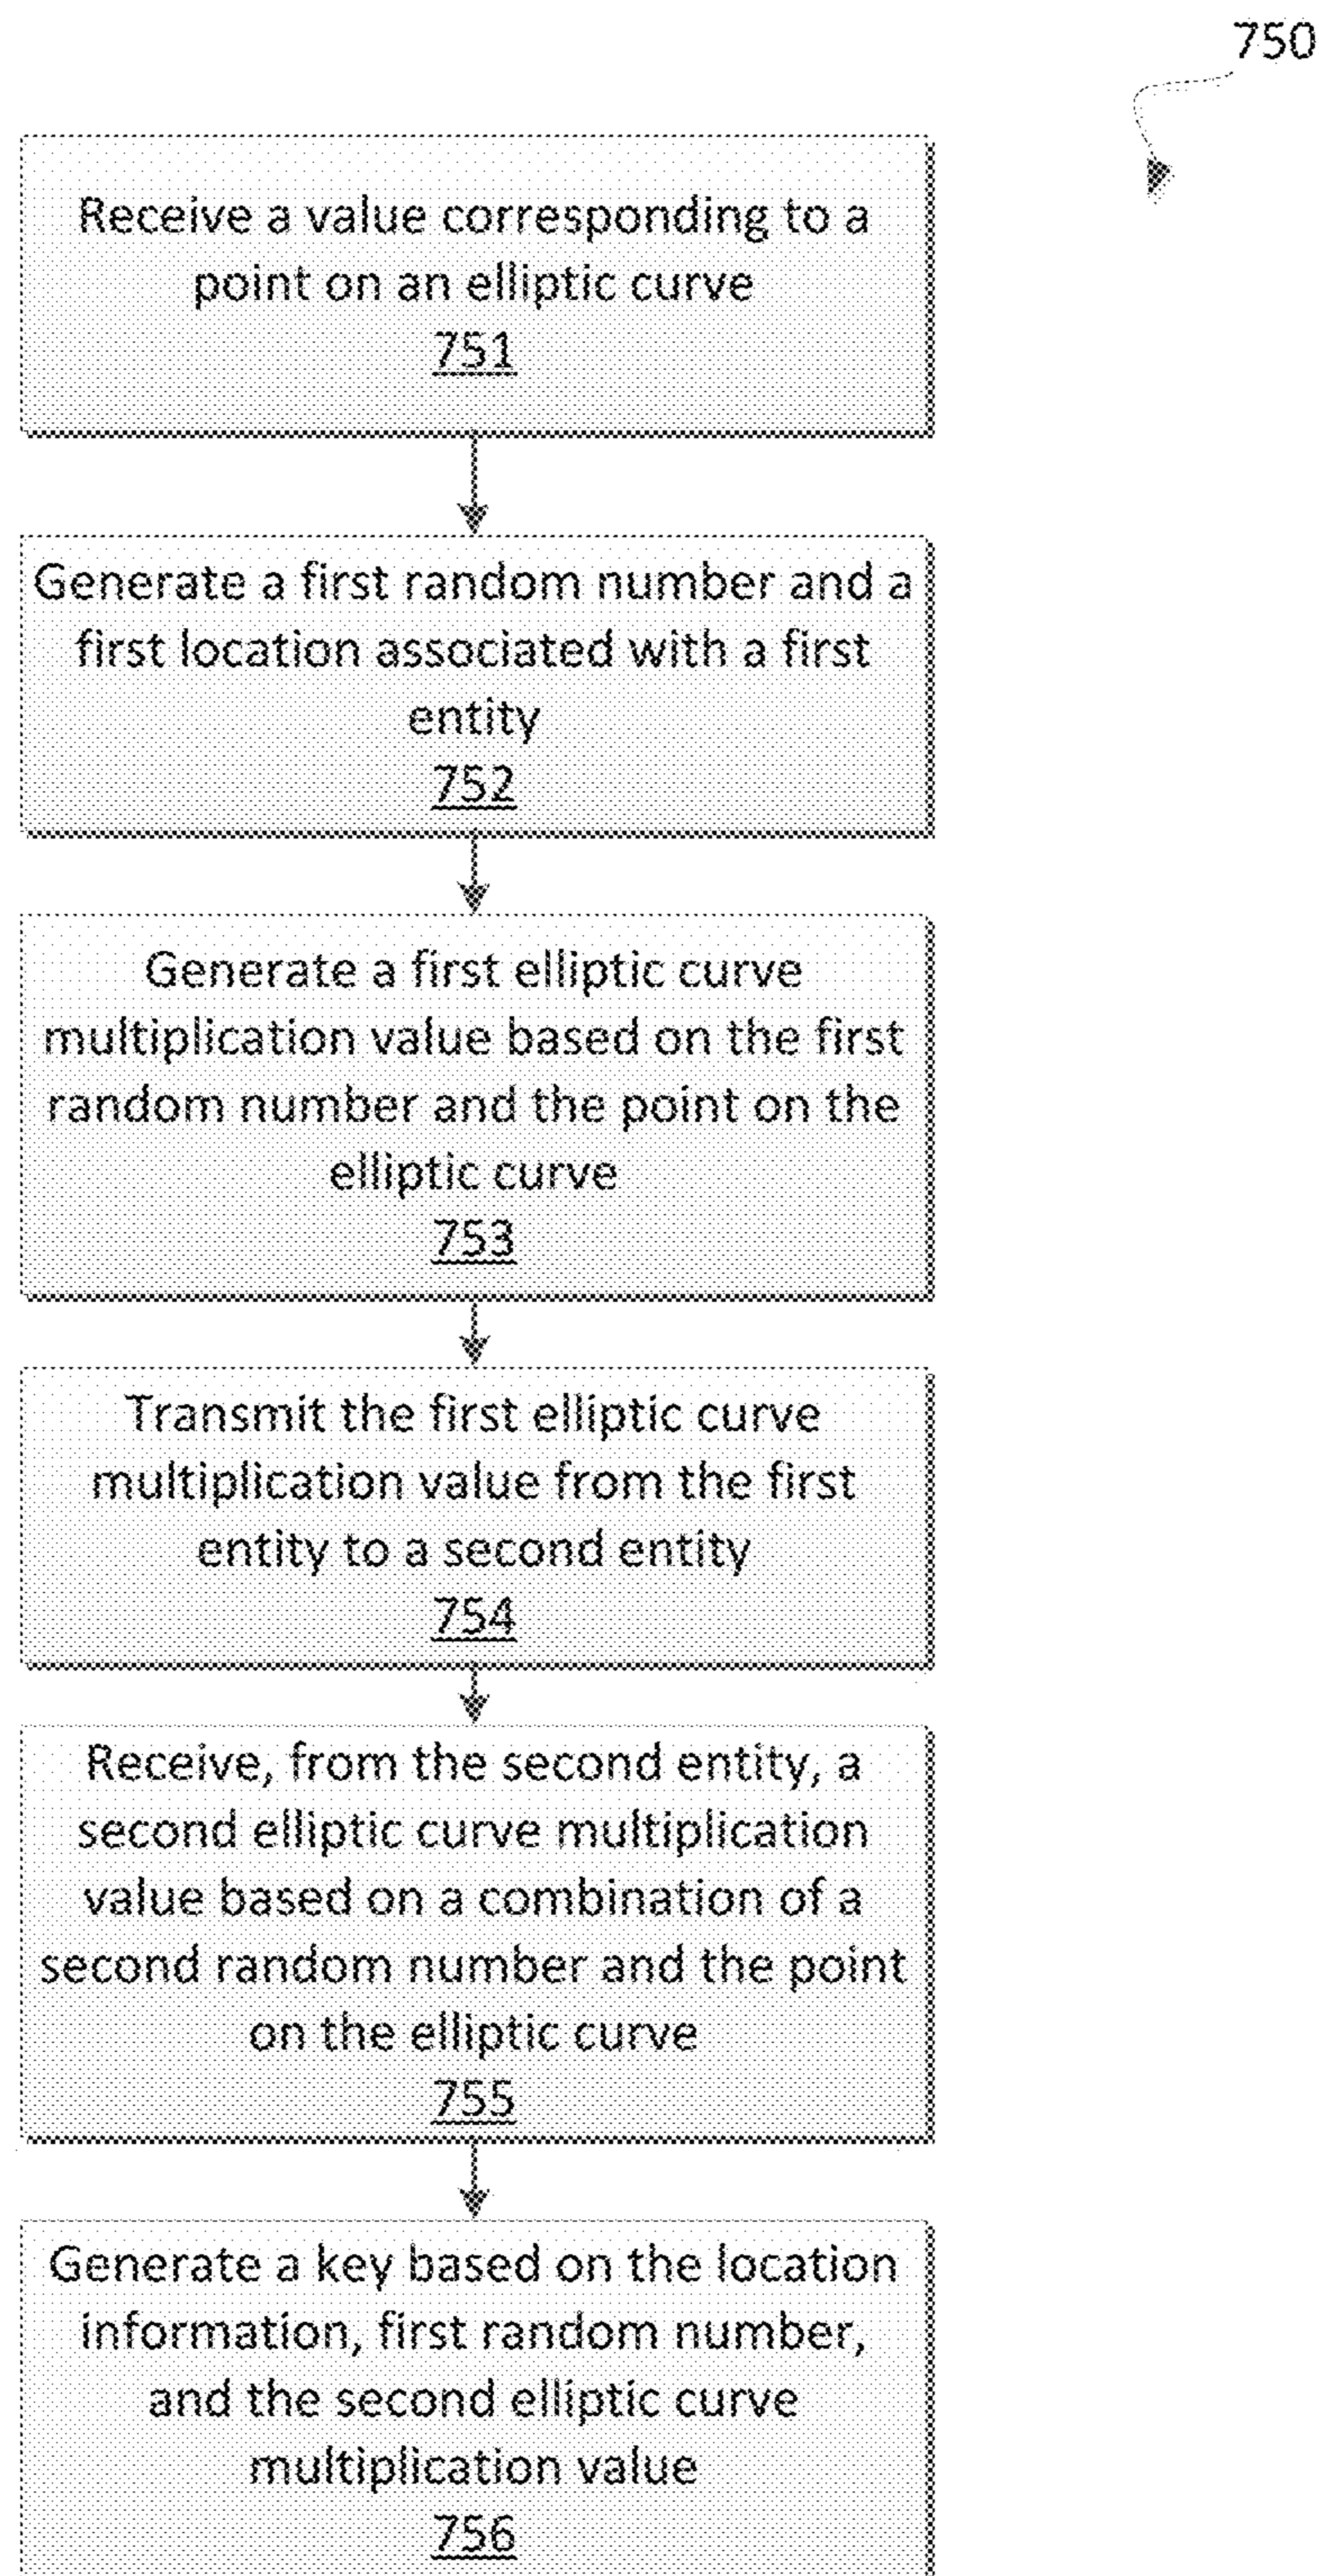 750
Receive a value corresponding to a
point on an elliptic curve
751
Generate a first random number and a
first location associated with a first
entity
752
Generate a first elliptic curve
multiplication value based on the first
random number and the point on the
elliptic curve
753
Transmit the first elliptic curve
multiplication value from the first
entity to a second entity
754
Receive, from the second entity, a
second elliptic curve multiplication
value based on a combination of a
second random number and the point
on the elliptic curve
755
Generate a key based on the location
information, first random number,
and the second elliptic curve
multiplication value
756